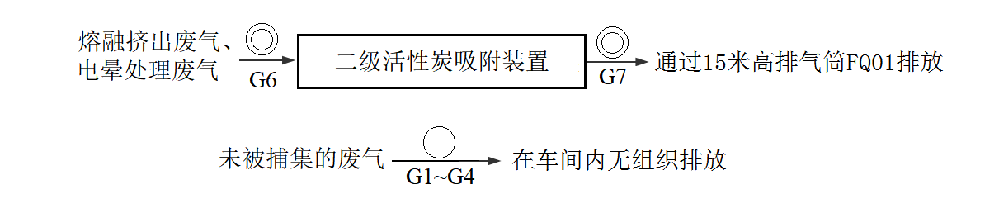 熔融挤出废气、
电晕处理废气
G6
二级活性炭吸附装置
G7
通过15米高排气筒FQ01排放
未被捕集的废气
G1~G4
在车间内无组织排放